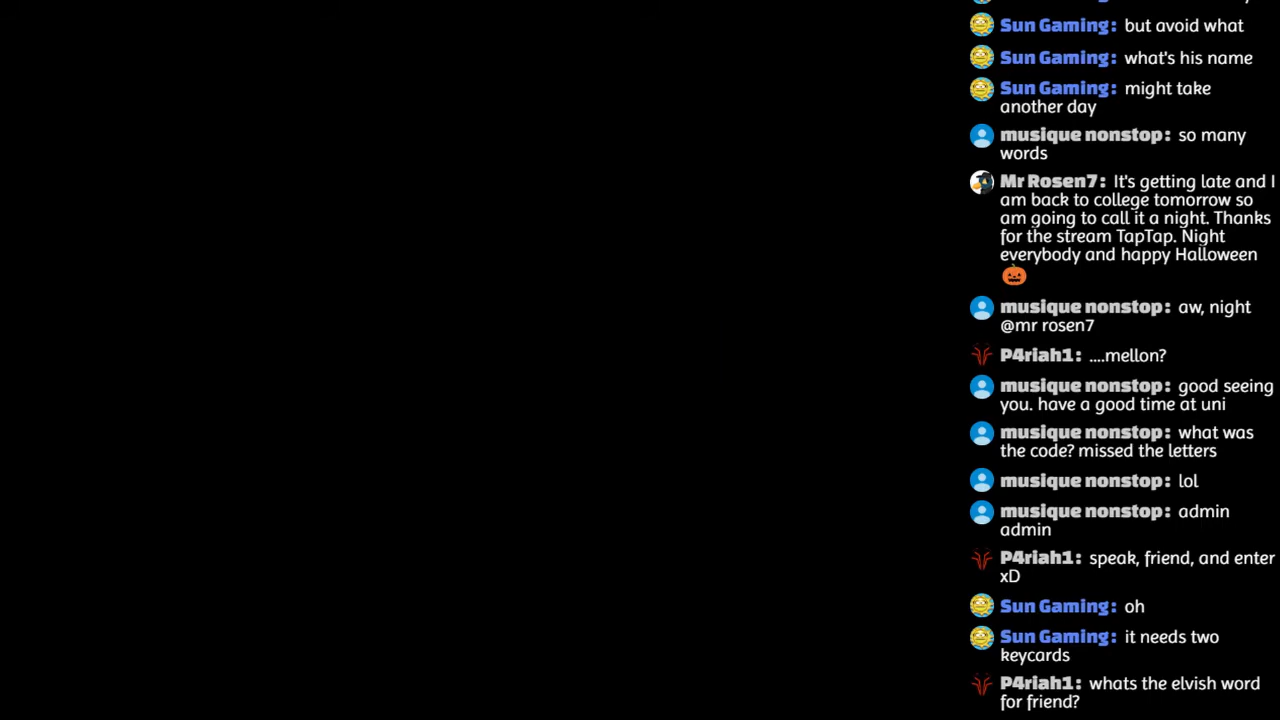 Sun Gaming: but avoid what
Sun Gaming: what's his name
Sun Gaming: might take
another day
musique nonstop: so many
words
Mr Rosen7: It's getting late and I
am back to college tomorrow so
am going to call it a night. Thanks
for the stream TapTap. Night
everybody and happy Halloween
🎃
musique nonstop: aw, night
@mr rosen7
P4riah1: ....mellon?
musique nonstop: good seeing
you. have a good time at uni
musique nonstop: what was
the code? missed the letters
musique nonstop: lol
musique nonstop: admin
admin
P4riah1: speak, friend, and enter
xD
Sun Gaming: oh
Sun Gaming: it needs two
keycards
P4riah1: whats the elvish word
for friend?